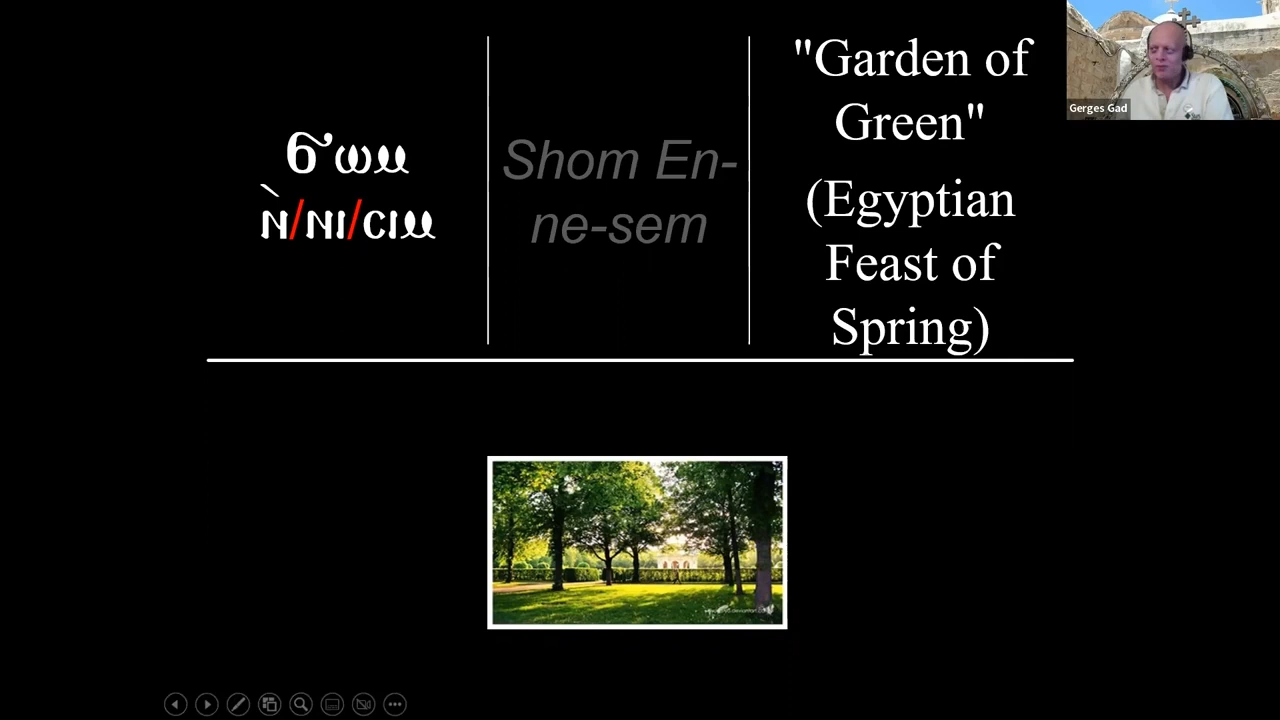 ϭⲱⲙ
ⲛ̀/ⲛⲓ/ⲥⲓⲙ
Shom En-
ne-sem
"Garden of
Green"
(Egyptian
Feast of
Spring)
Gerges Gad